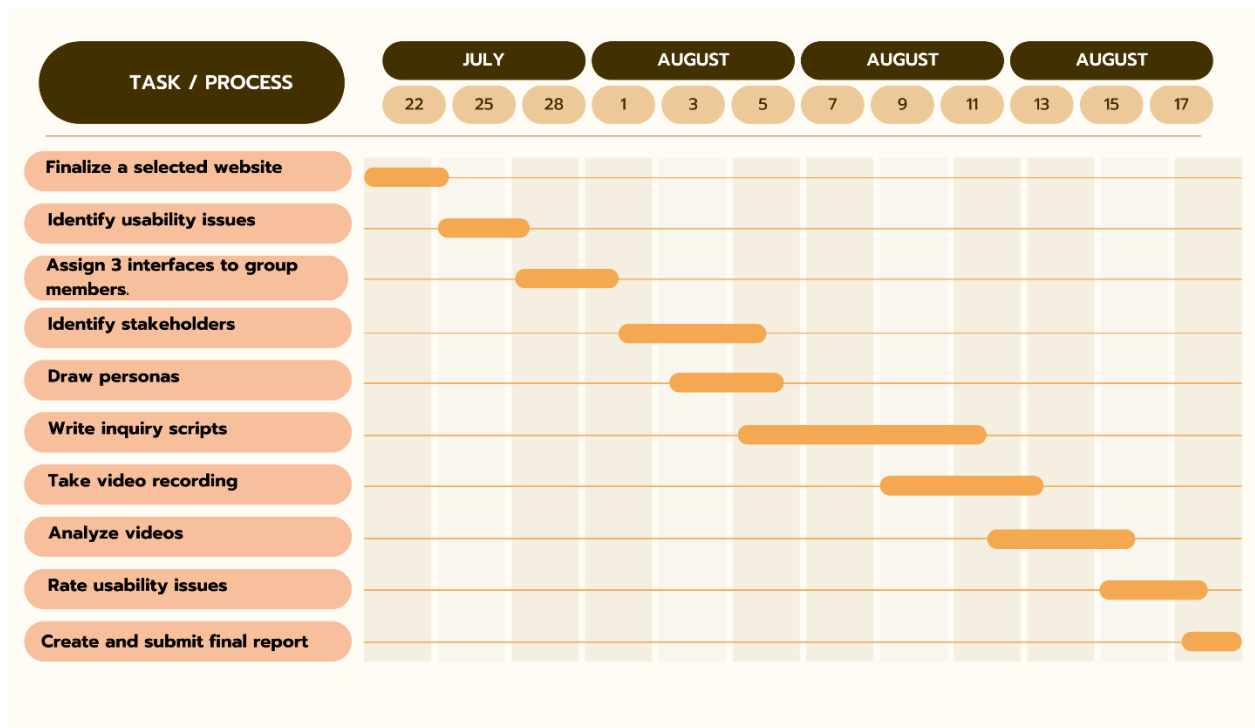 TASK / PROCESS
JULY
AUGUST
AUGUST
AUGUST
22
25
28
1
3
5
7
9
11
13
15
17
Finalize a selected website
Identify usability issues
Assign 3 interfaces to group
members.
Identify stakeholders
Draw personas
Write inquiry scripts
Take video recording
Analyze videos
Rate usability issues
Create and submit final report